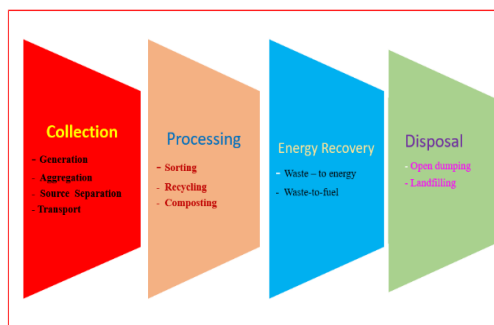 Collection
- Generation
- Aggregation
- Source Separation
- Transport
Processing
- Sorting
- Recycling
- Composting
Energy Recovery
- Waste – to energy
- Waste-to-fuel
Disposal
- Open dumping
- Landfilling